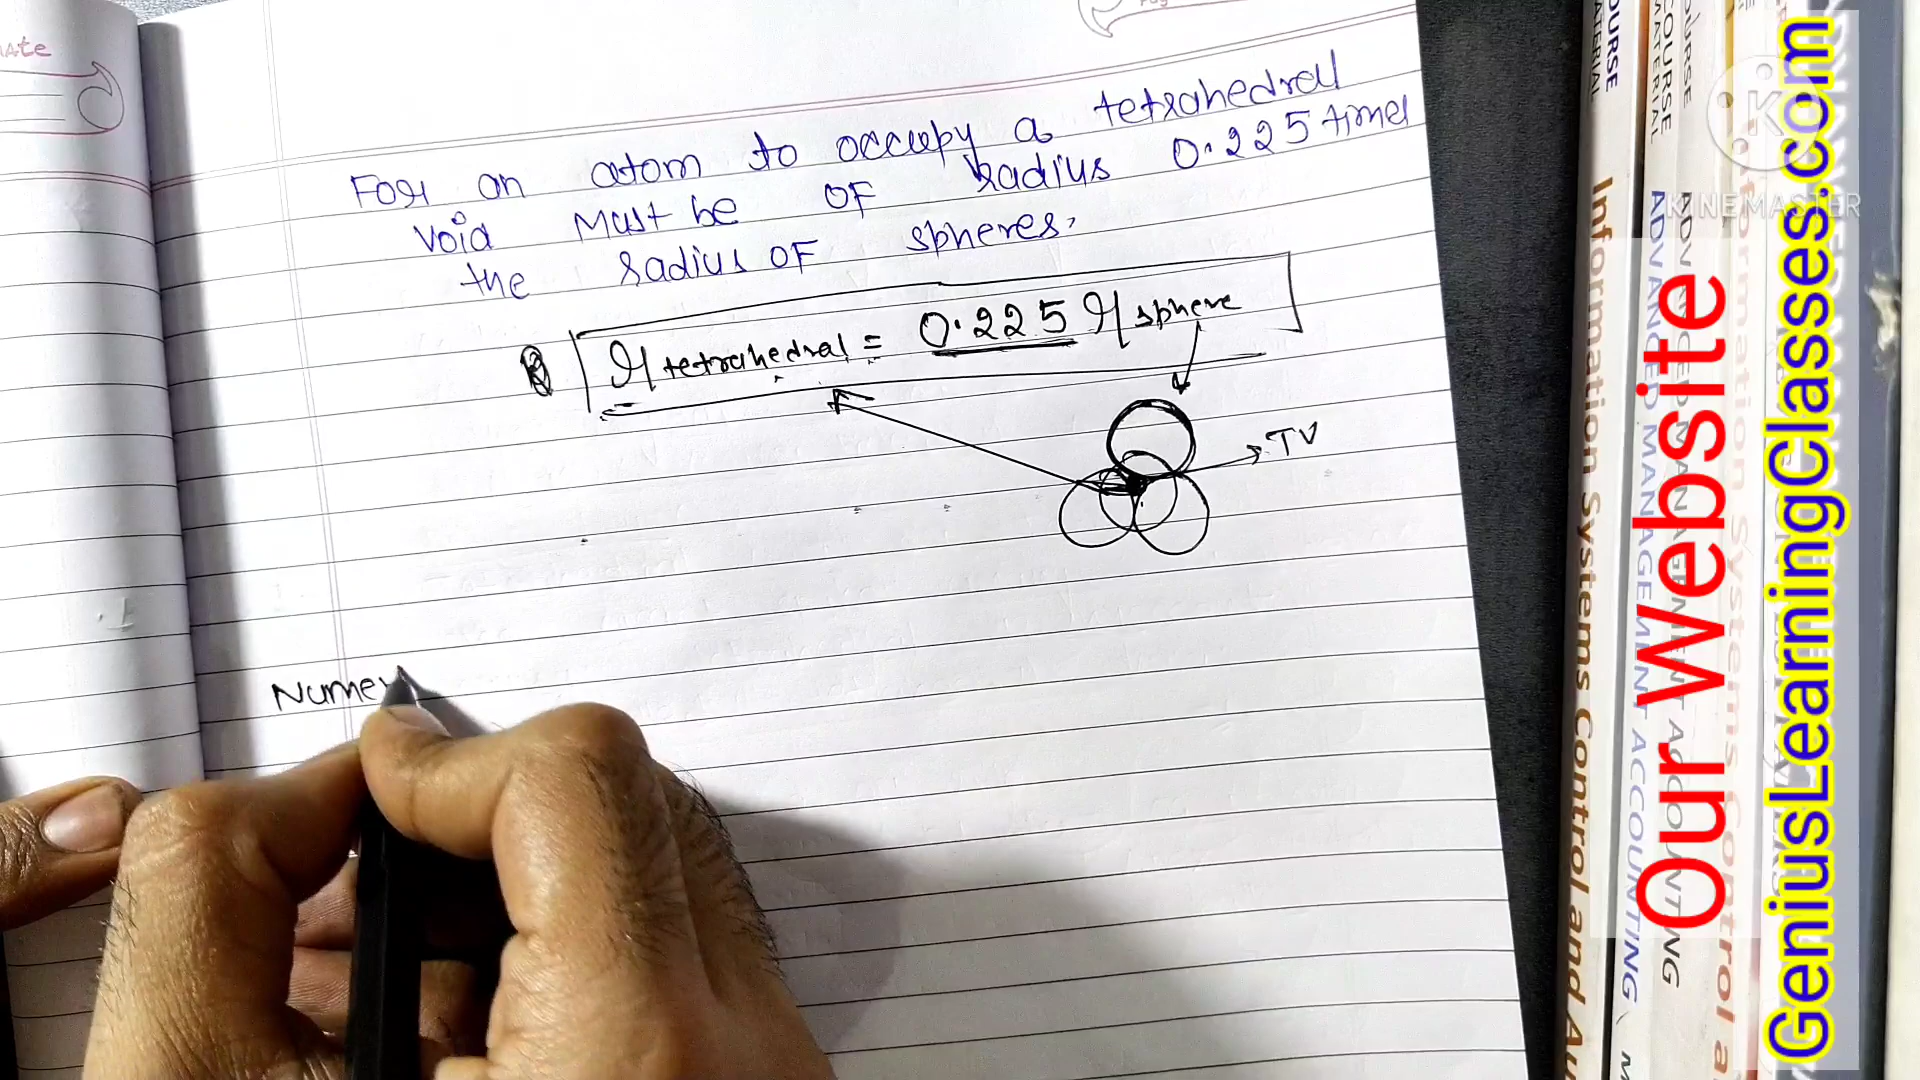 ate
For an atom to occupy a tetrahedral
void must be of radius 0.225 times
the radius of spheres.
r tetrahedral = 0.225 r sphere
TV
Numer
Our Website
GeniusLearningClasses.com
KINEMASTER
COURSE
MATERIAL
Information Systems Control and Au
ADVANCED MANAGEMENT ACCOUNTING